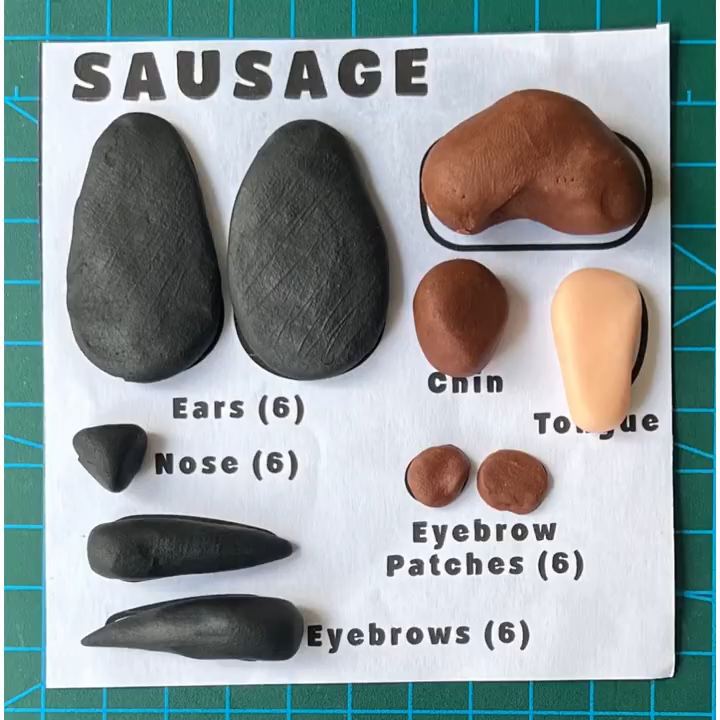 SAUSAGE
Ears (6)
Chin
Tongue
Nose (6)
Eyebrow
Patches (6)
Eyebrows (6)